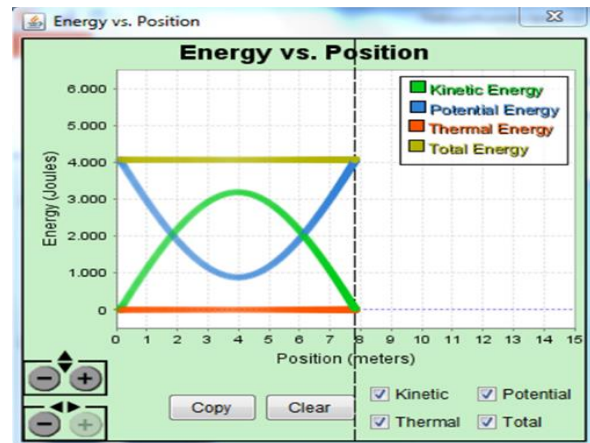 Energy vs. Position
Energy vs. Position
Kinetic Energy
Potential Energy
Thermal Energy
Total Energy
Energy (Joules)
6.000
5.000
4.000
3.000
2.000
1.000
0
0 1 2 3 4 5 6 7 8 9 10 11 12 13 14 15
Position (meters)
Copy Clear
Kinetic Potential
Thermal Total